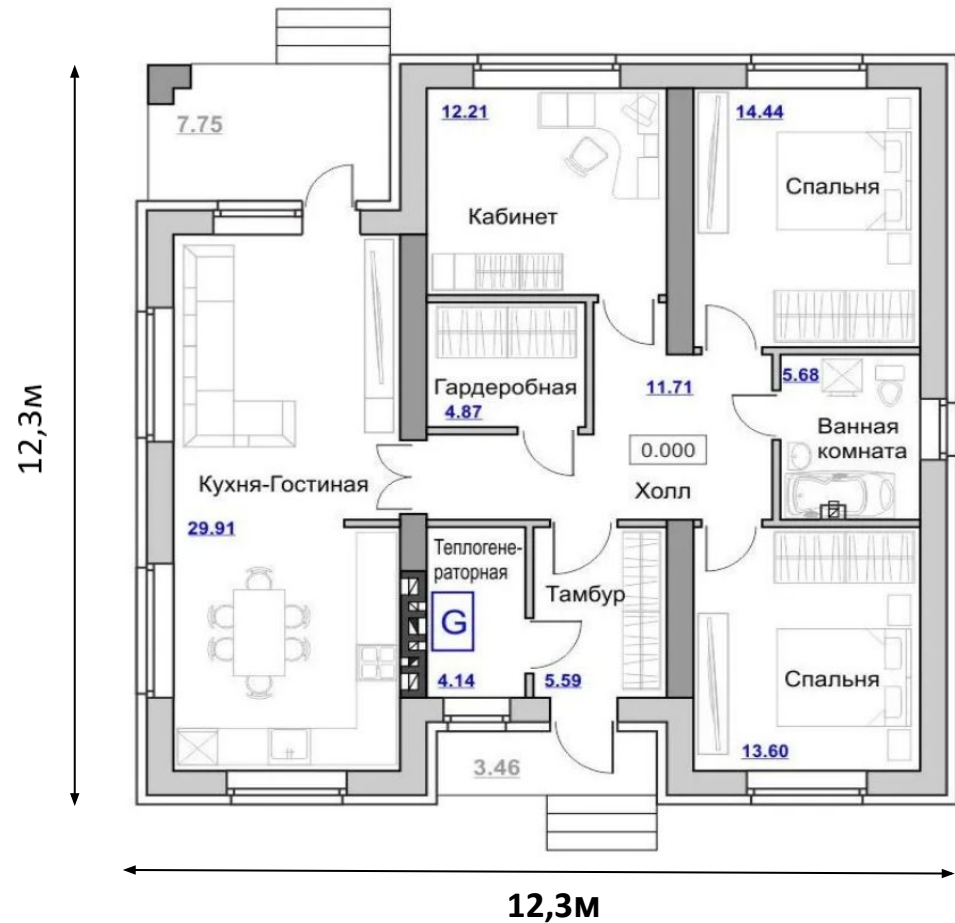 7.75
12.21
Кабинет
14.44
Спальня
Гардеробная
4.87
11.71
0.000
Холл
5.68
Ванная
комната
Кухня-Гостиная
29.91
Теплогене-
раторная
G
4.14
Тамбур
5.59
Спальня
13.60
3.46
12,3м
12,3м